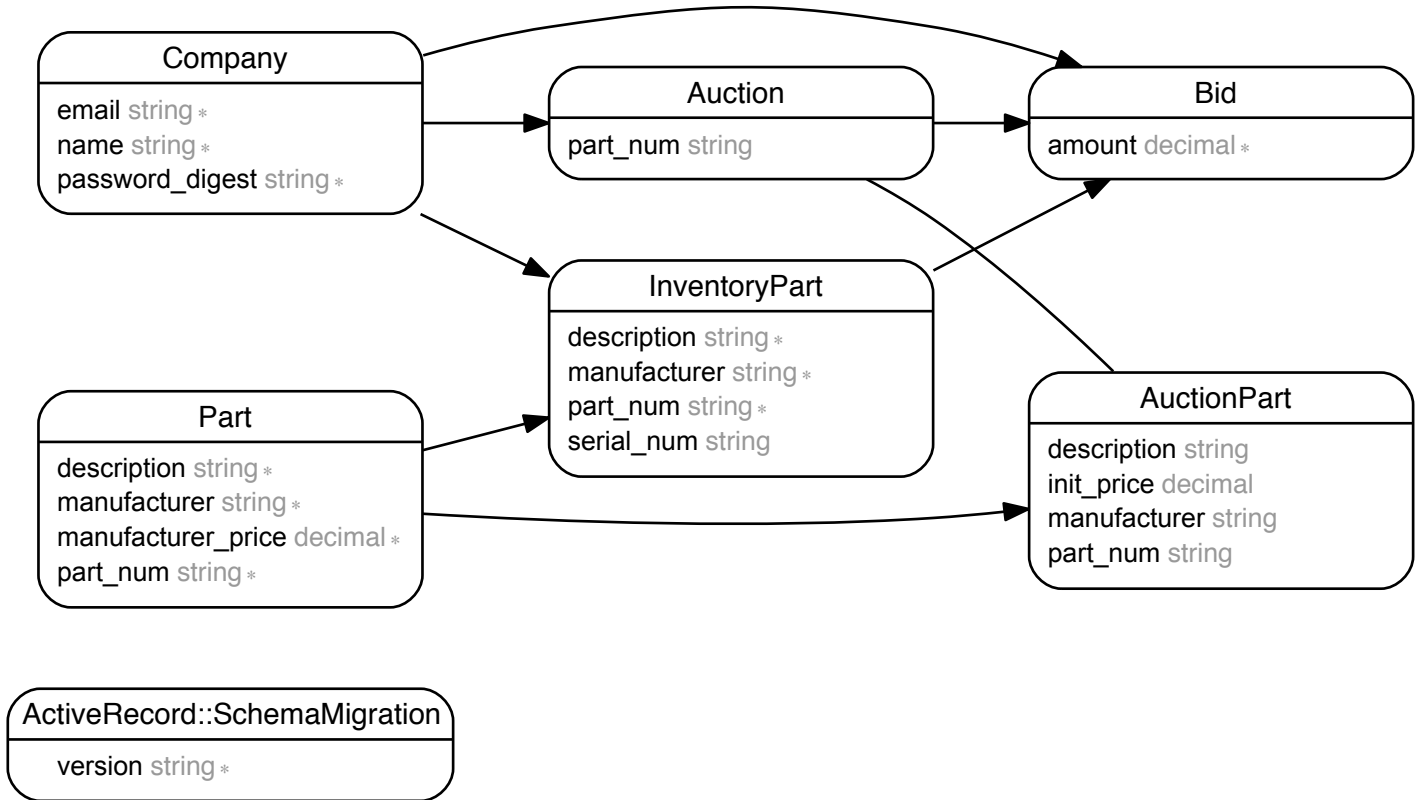 Company
email string *
name string *
password_digest string *
Auction
part_num string
Bid
amount decimal *
InventoryPart
description string *
manufacturer string *
part_num string *
serial_num string
Part
description string *
manufacturer string *
manufacturer_price decimal *
part_num string *
AuctionPart
description string
init_price decimal
manufacturer string
part_num string
ActiveRecord::SchemaMigration
version string *